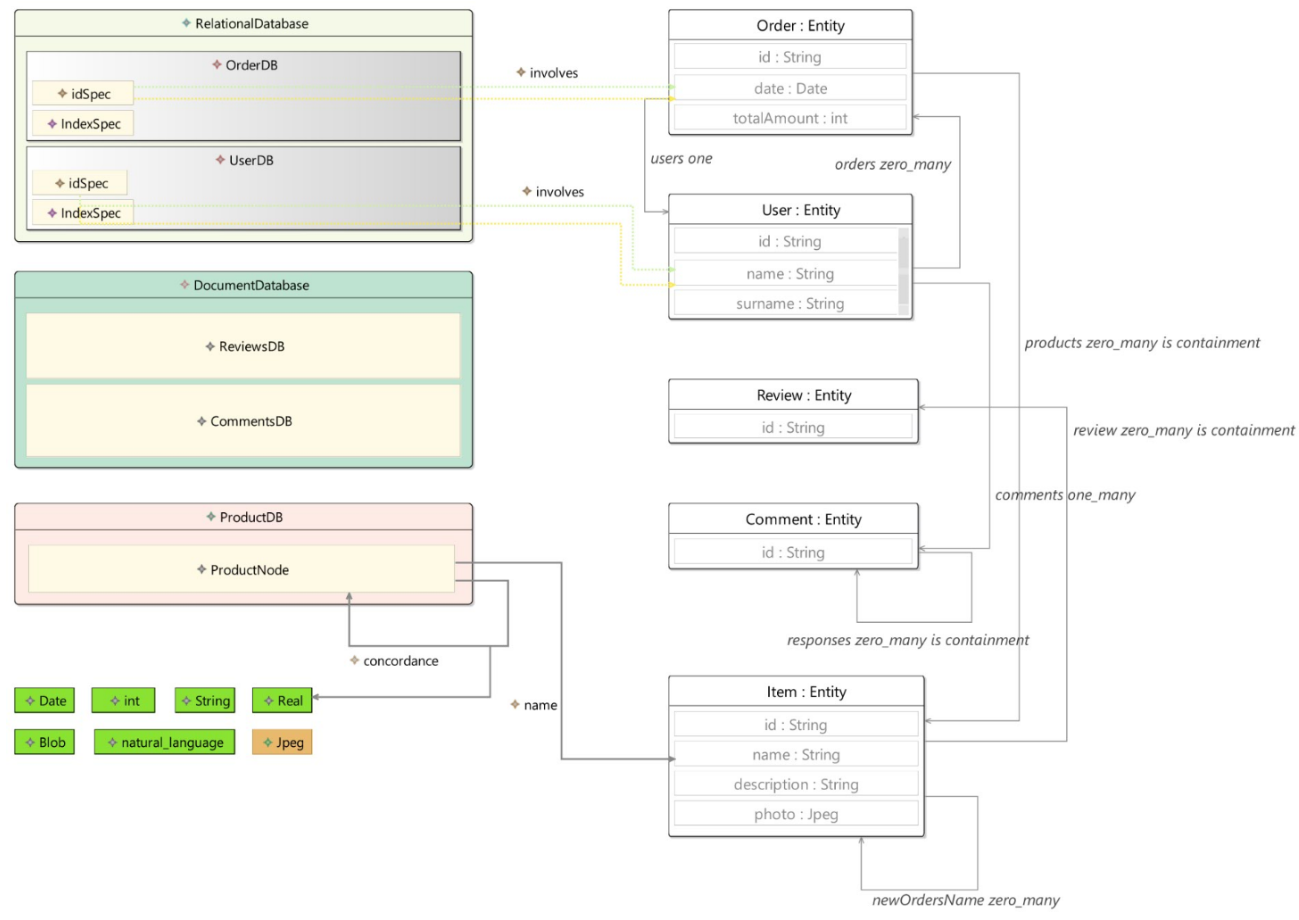 RelationalDatabase
OrderDB
idSpec
IndexSpec
UserDB
idSpec
IndexSpec
involves
involves
Order : Entity
id : String
date : Date
totalAmount : int
users one
orders zero_many
User : Entity
id : String
name : String
surname : String
DocumentDatabase
ReviewsDB
CommentsDB
products zero_many is containment
Review : Entity
id : String
review zero_many is containment
comments one_many
ProductDB
ProductNode
Comment : Entity
id : String
responses zero_many is containment
concordance
name
Date
int
String
Real
Blob
natural_language
Jpeg
Item : Entity
id : String
name : String
description : String
photo : Jpeg
newOrdersName zero_many